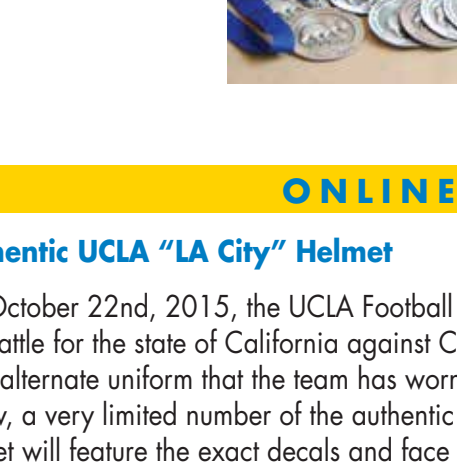 ONLINE
hentic UCLA “LA City” Helmet
October 22nd, 2015, the UCLA Football
attle for the state of California against C
alternate uniform that the team has worn
, a very limited number of the authentic
et will feature the exact decals and face